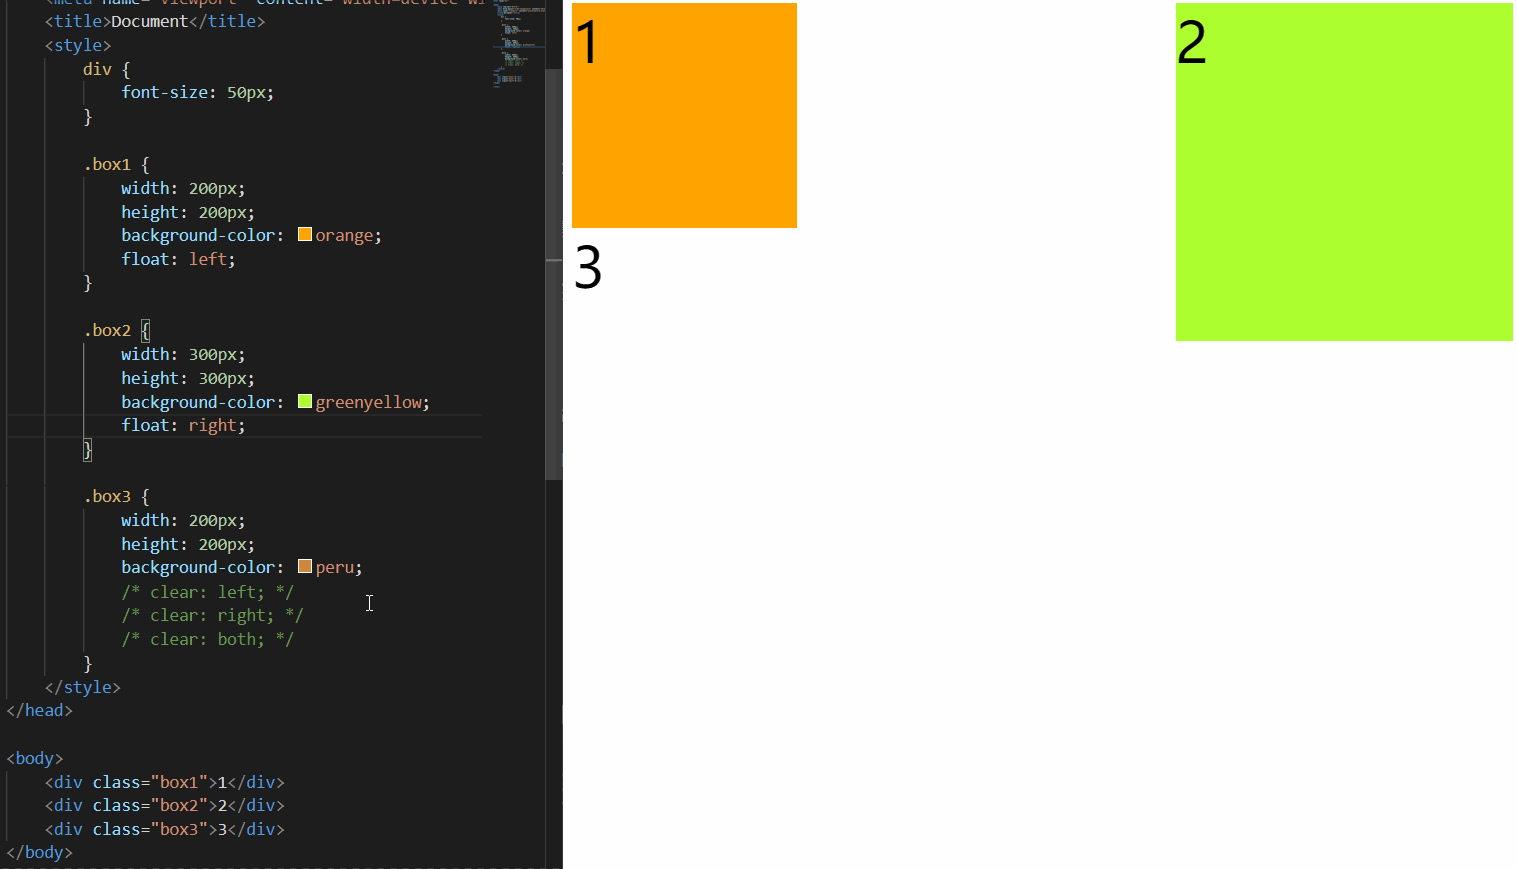 <meta name="viewport" content="width=device-wi
<title>Document</title>
<style>
div {
font-size: 50px;
}
.box1 {
width: 200px;
height: 200px;
background-color: orange;
float: left;
}
.box2 {
width: 300px;
height: 300px;
background-color: greenyellow;
float: right;
}
.box3 {
width: 200px;
height: 200px;
background-color: peru;
/* clear: left; */
/* clear: right; */
/* clear: both; */
}
</style>
</head>
<body>
<div class="box1">1</div>
<div class="box2">2</div>
<div class="box3">3</div>
</body>
1
2
3